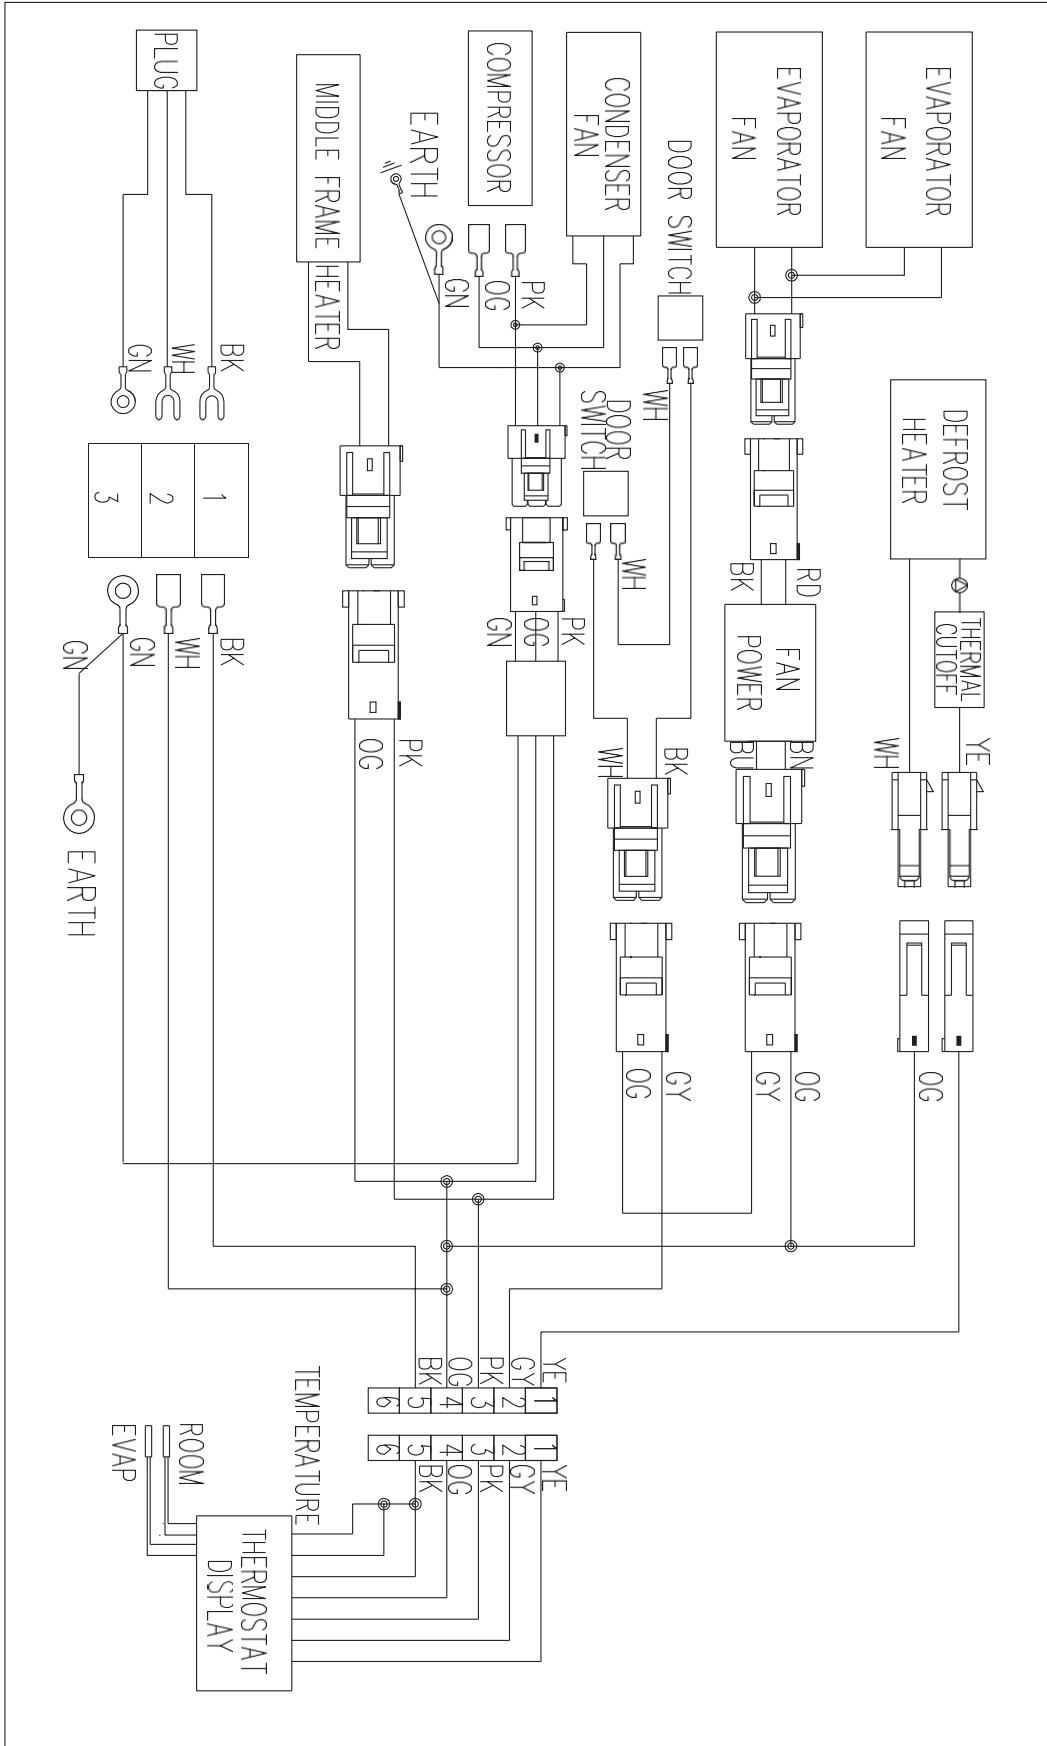 PLUG
GN
WH
BK
1
2
3
GN
WH
BK
GN
EARTH
MIDDLE FRAME HEATER
OG
PK
EARTH
COMPRESSOR
GN
OG
PK
CONDENSER
FAN
GN
OG
PK
DOOR SWITCH
WH
DOOR
SWITCH
WH
WH
BK
OG
GY
EVAPORATOR
FAN
EVAPORATOR
FAN
BK
RD
FAN
POWER
BU
BN
GY
OG
DEFROST
HEATER
THERMAL
CUTOFF
WH
YE
OG
BK
OG
PK
GY
YE
6
5
4
3
2
1
6
5
4
3
2
1
BK
OG
PK
GY
YE
TEMPERATURE
ROOM
EVAP
THERMOSTAT
DISPLAY